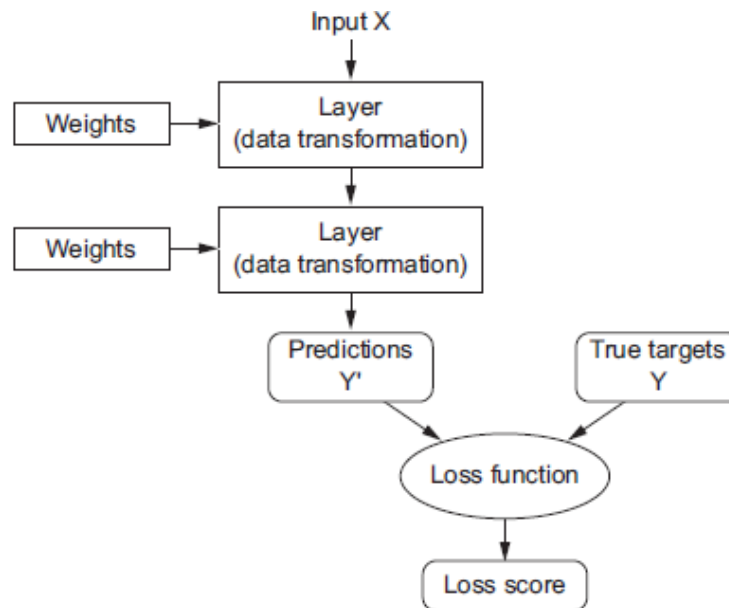 Input X
Layer
(data transformation)
Weights
Layer
(data transformation)
Weights
Predictions
Y'
True targets
Y
Loss function
Loss score